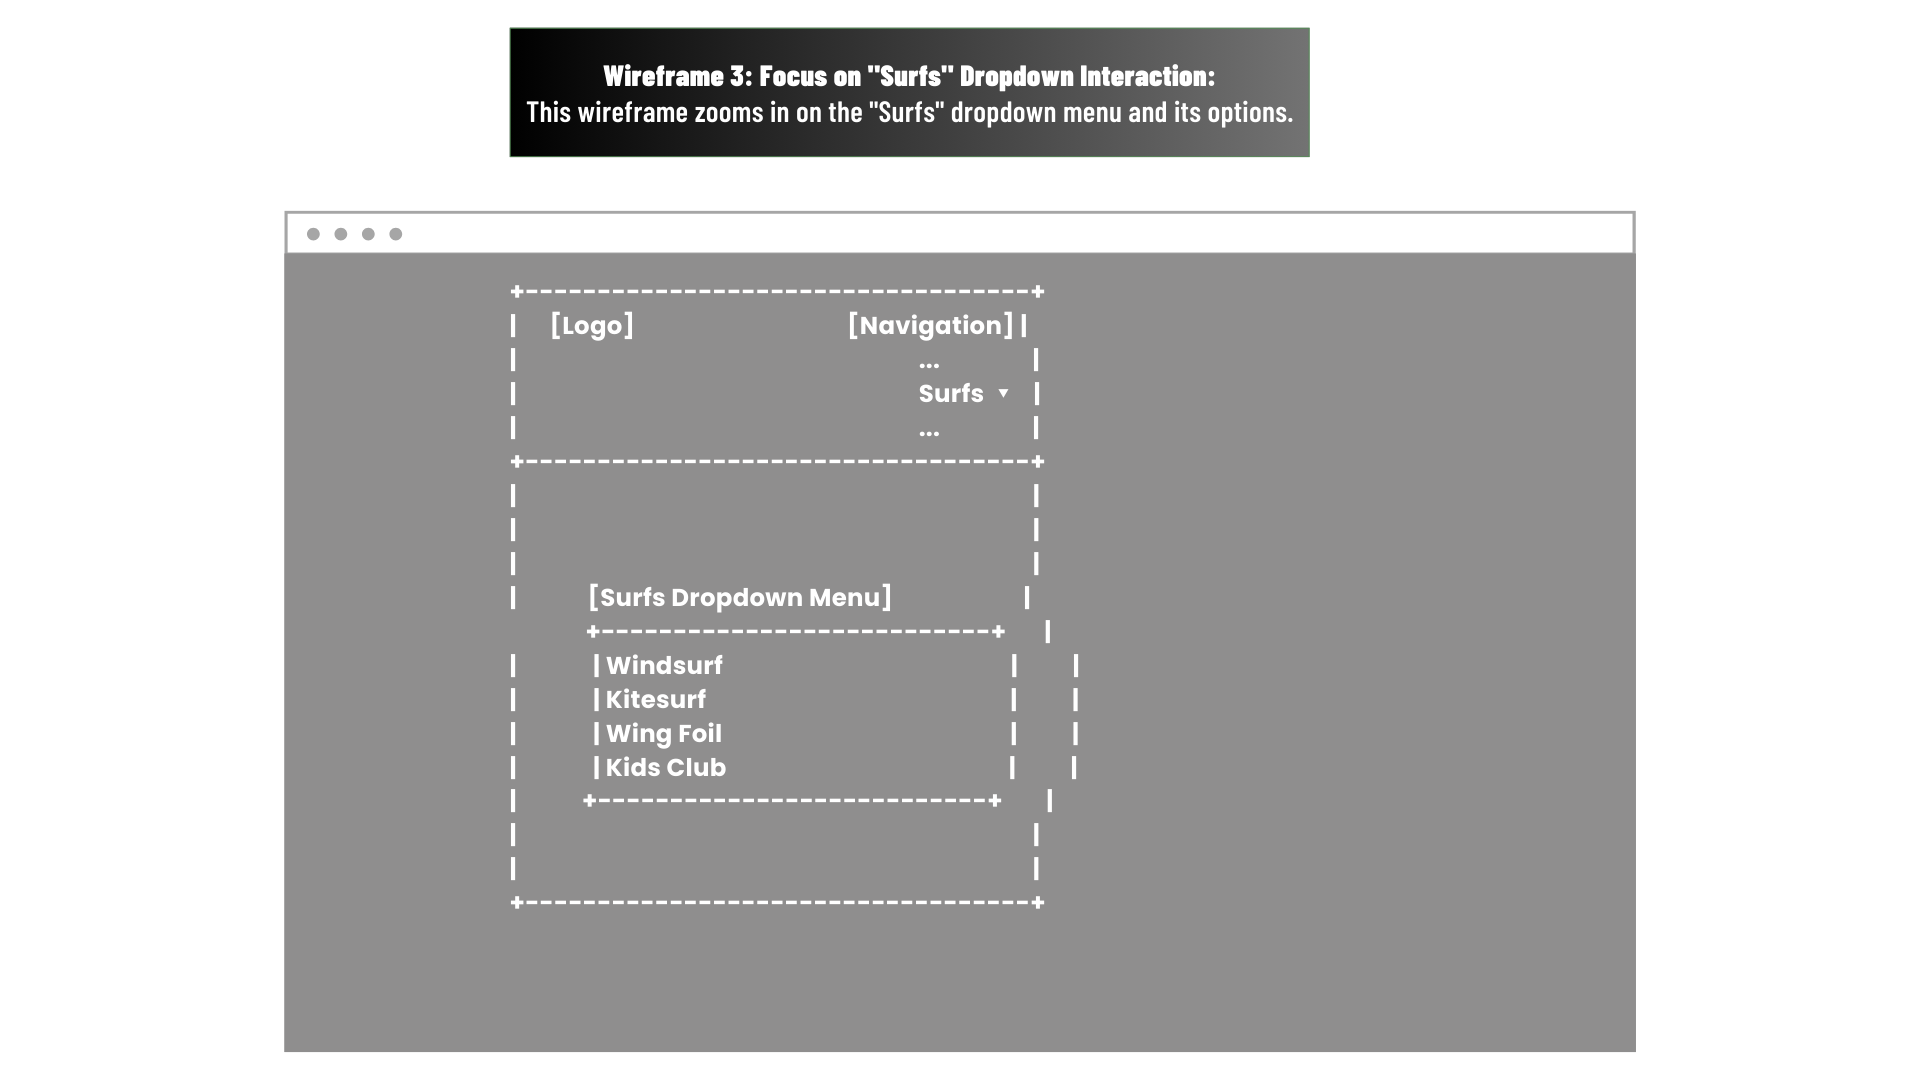 Wireframe 3: Focus on "Surfs" Dropdown Interaction:
This wireframe zooms in on the "Surfs" dropdown menu and its options.
+------------------------------------+
| [Logo] [Navigation] |
| ... |
| Surfs ▼ |
| ... |
+------------------------------------+
| |
| |
| |
| [Surfs Dropdown Menu] |
+----------------------------+ |
| | Windsurf | |
| | Kitesurf | |
| | Wing Foil | |
| | Kids Club | |
| +----------------------------+ |
| |
| |
+------------------------------------+